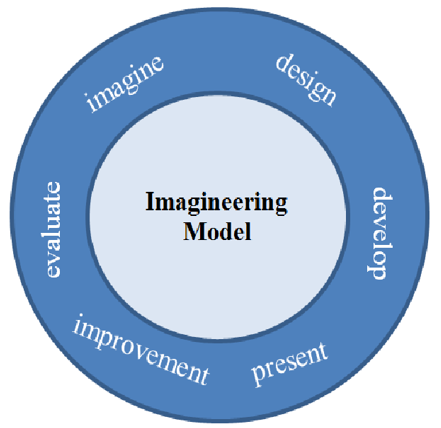 imagine
design
develop
present
improvement
evaluate
Imagineering
Model